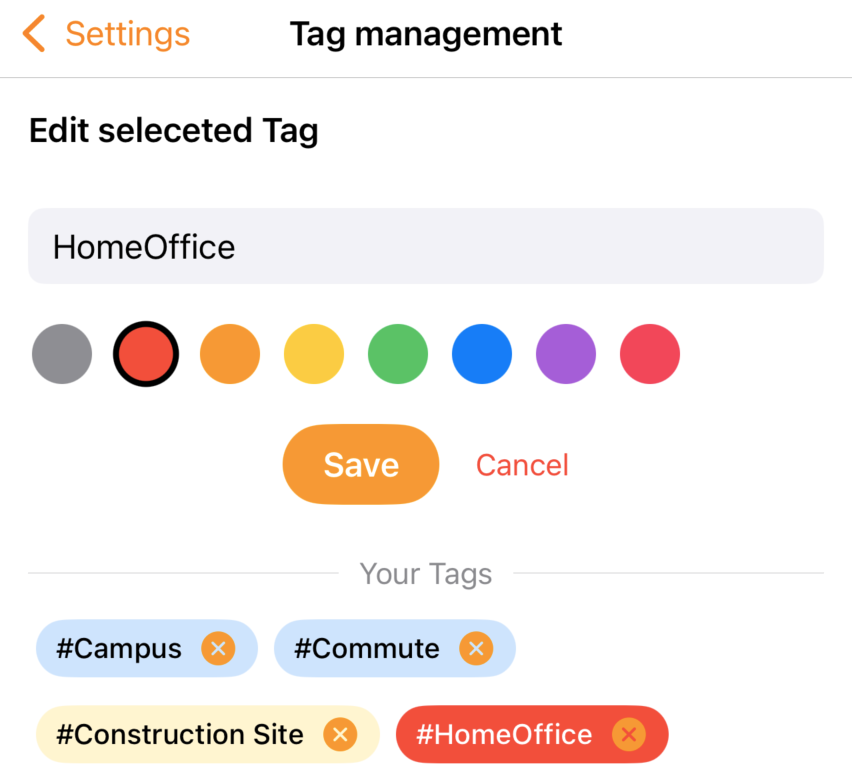 Settings
Tag management
Edit seleceted Tag
HomeOffice
Save
Cancel
Your Tags
#Campus
#Commute
#Construction Site
#HomeOffice